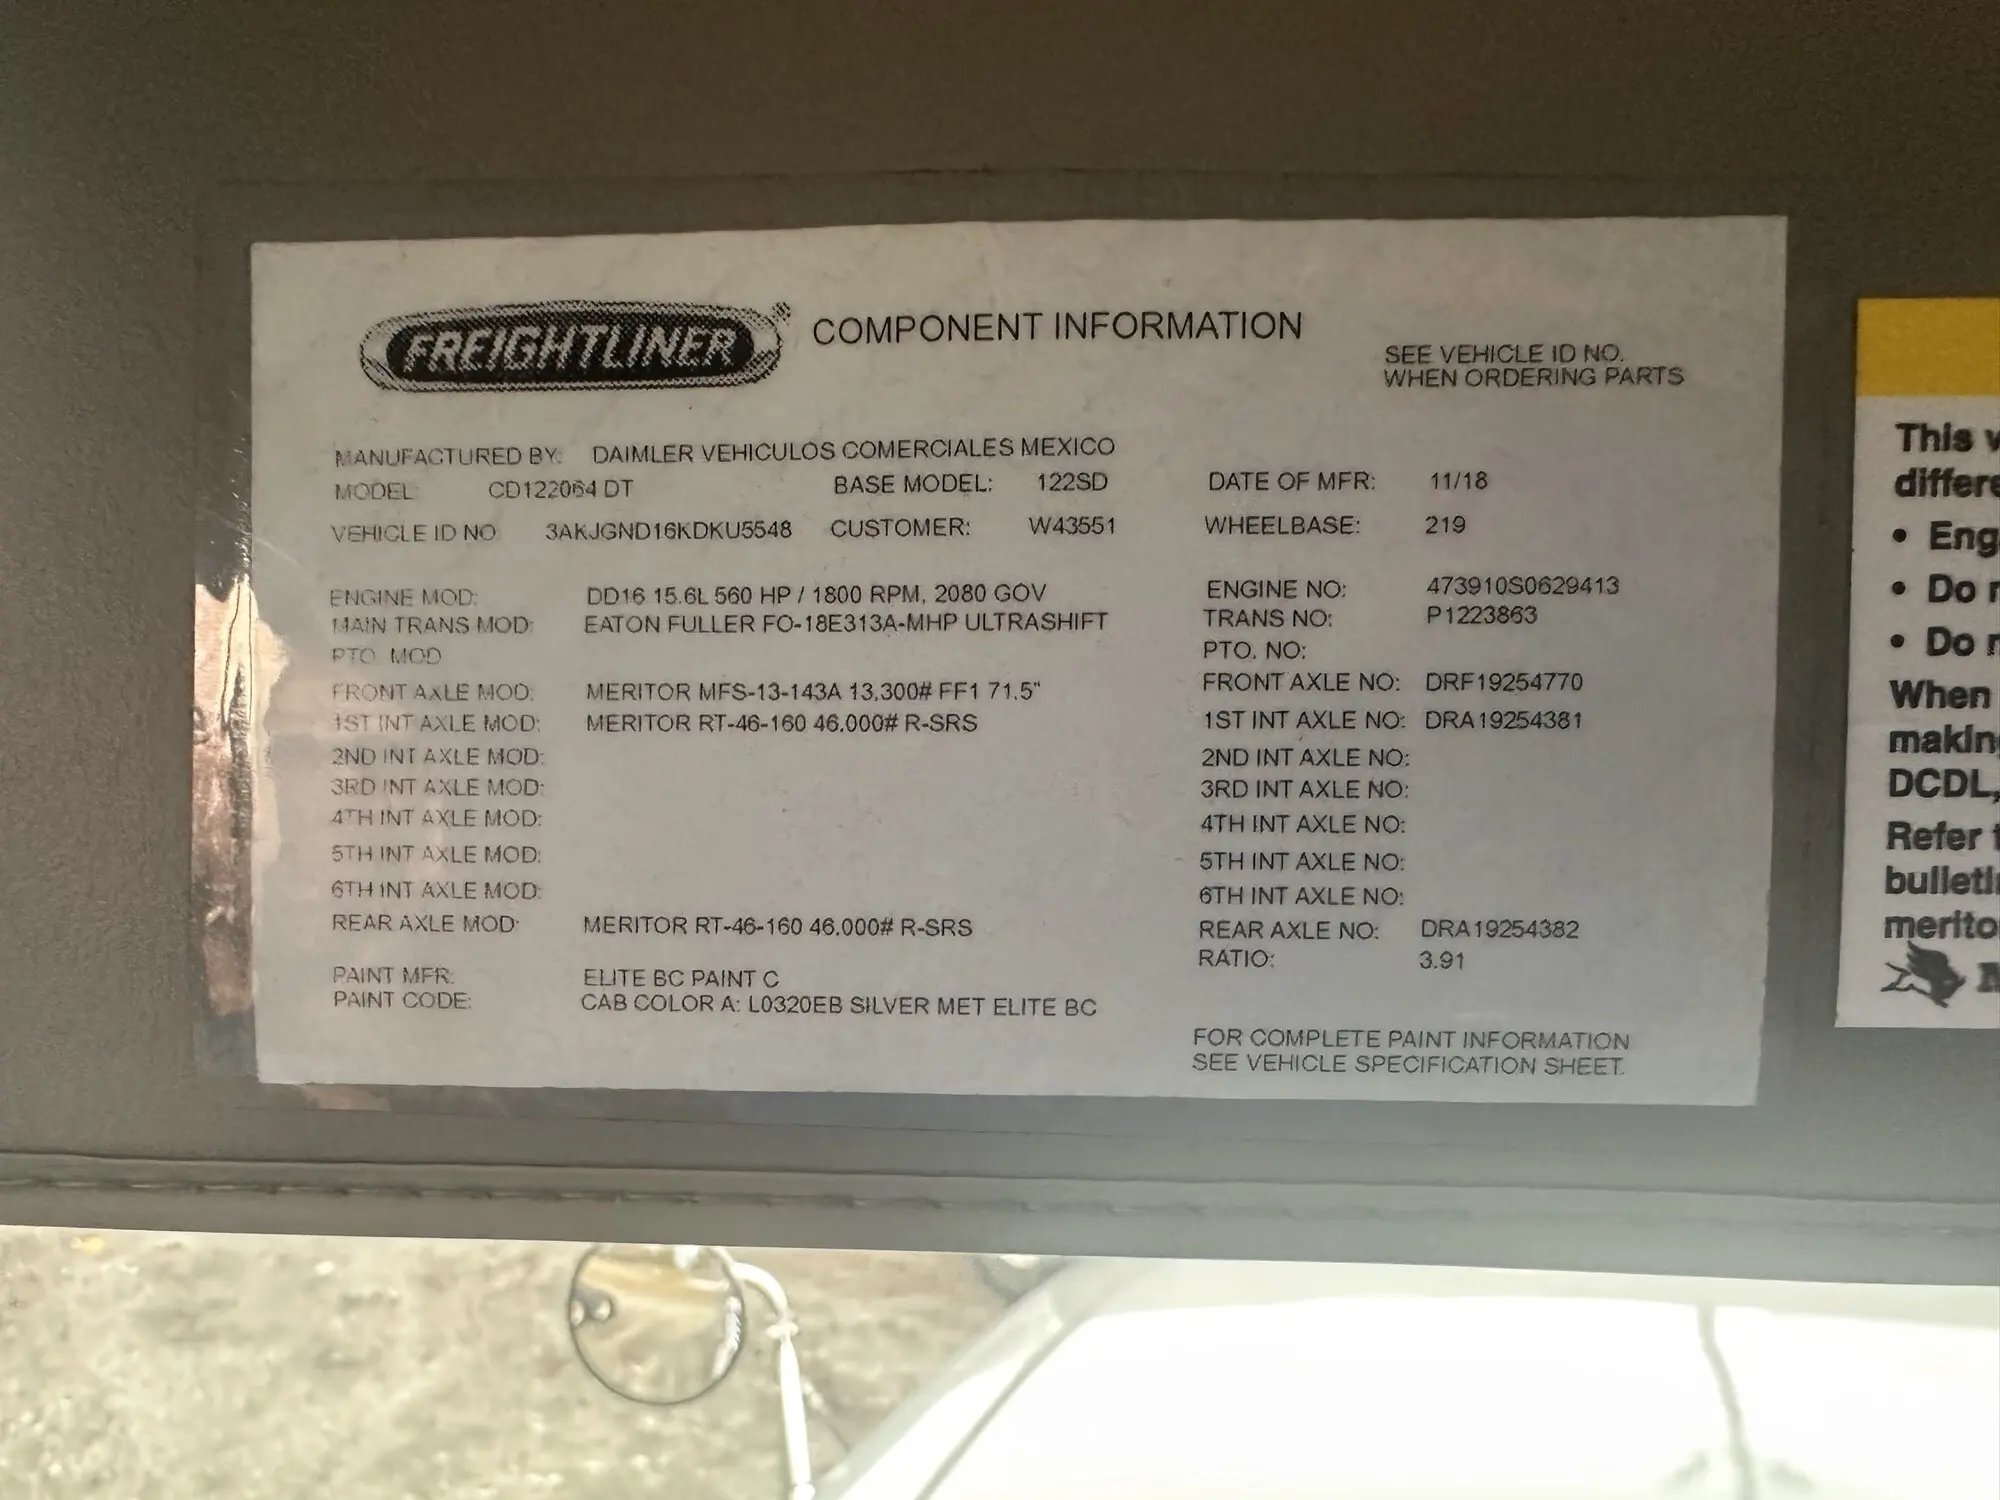 FREIGHTLINER® COMPONENT INFORMATION
SEE VEHICLE ID NO.
WHEN ORDERING PARTS
MANUFACTURED BY: DAIMLER VEHICULOS COMERCIALES MEXICO
MODEL: CD122064 DT BASE MODEL: 122SD DATE OF MFR: 11/18
VEHICLE ID NO 3AKJGND16KDKU5548 CUSTOMER: W43551 WHEELBASE: 219
ENGINE MOD: DD16 15.6L 560 HP / 1800 RPM, 2080 GOV ENGINE NO: 473910S0629413
MAIN TRANS MOD: EATON FULLER FO-18E313A-MHP ULTRASHIFT TRANS NO: P1223863
PTO. MOD PTO. NO:
FRONT AXLE MOD: MERITOR MFS-13-143A 13,300# FF1 71.5" FRONT AXLE NO: DRF19254770
1ST INT AXLE MOD: MERITOR RT-46-160 46,000# R-SRS 1ST INT AXLE NO: DRA19254381
2ND INT AXLE MOD: 2ND INT AXLE NO:
3RD INT AXLE MOD: 3RD INT AXLE NO:
4TH INT AXLE MOD: 4TH INT AXLE NO:
5TH INT AXLE MOD: 5TH INT AXLE NO:
6TH INT AXLE MOD: 6TH INT AXLE NO:
REAR AXLE MOD: MERITOR RT-46-160 46,000# R-SRS REAR AXLE NO: DRA19254382
RATIO: 3.91
PAINT MFR: ELITE BC PAINT C
PAINT CODE: CAB COLOR A: L0320EB SILVER MET ELITE BC
FOR COMPLETE PAINT INFORMATION
SEE VEHICLE SPECIFICATION SHEET.
This
• 
• Do
• Do
When
DCDL,
Refer